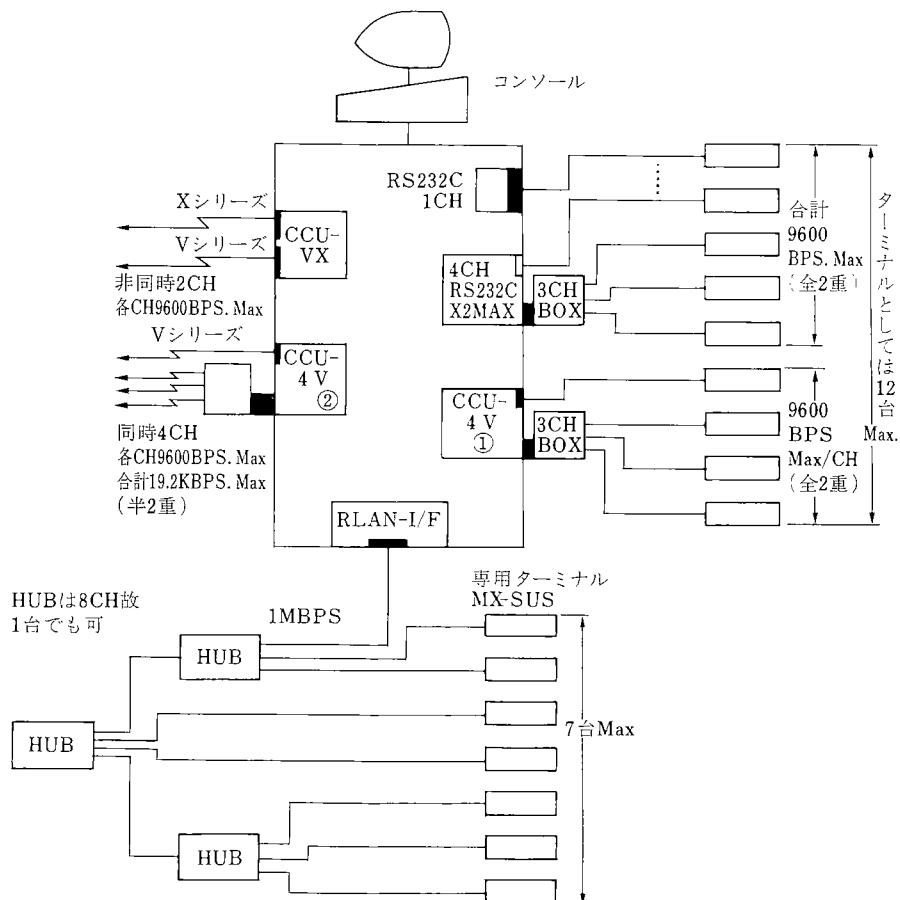 コンソール
RS232C
1CH
Xシリーズ
Vシリーズ
CCU-
VX
非同時2CH
各CH9600BPS.Max
4CH
RS232C
X2MAX
3CH
BOX
合計
9600
BPS.Max
(全2重)
ターミナルとしては12台
Max.
Vシリーズ
CCU-
4V
②
同時4CH
各CH9600BPS.Max
合計19.2KBPS.Max
(半2重)
CCU-
4V
①
3CH
BOX
9600
BPS
Max/CH
(全2重)
RLAN-I/F
HUBは8CH故
1台でも可
1MBPS
専用ターミナル
MX-SUS
HUB
HUB
HUB
7台Max